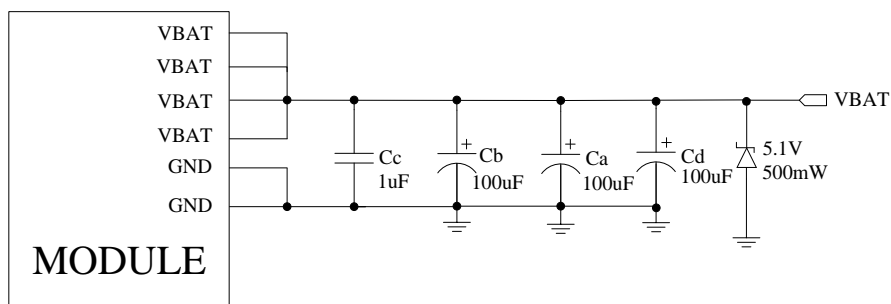 VBAT
VBAT
VBAT
VBAT
GND
GND
MODULE
Cc
1uF
+
Cb
100uF
+
Ca
100uF
+
Cd
100uF
5.1V
500mW
VBAT